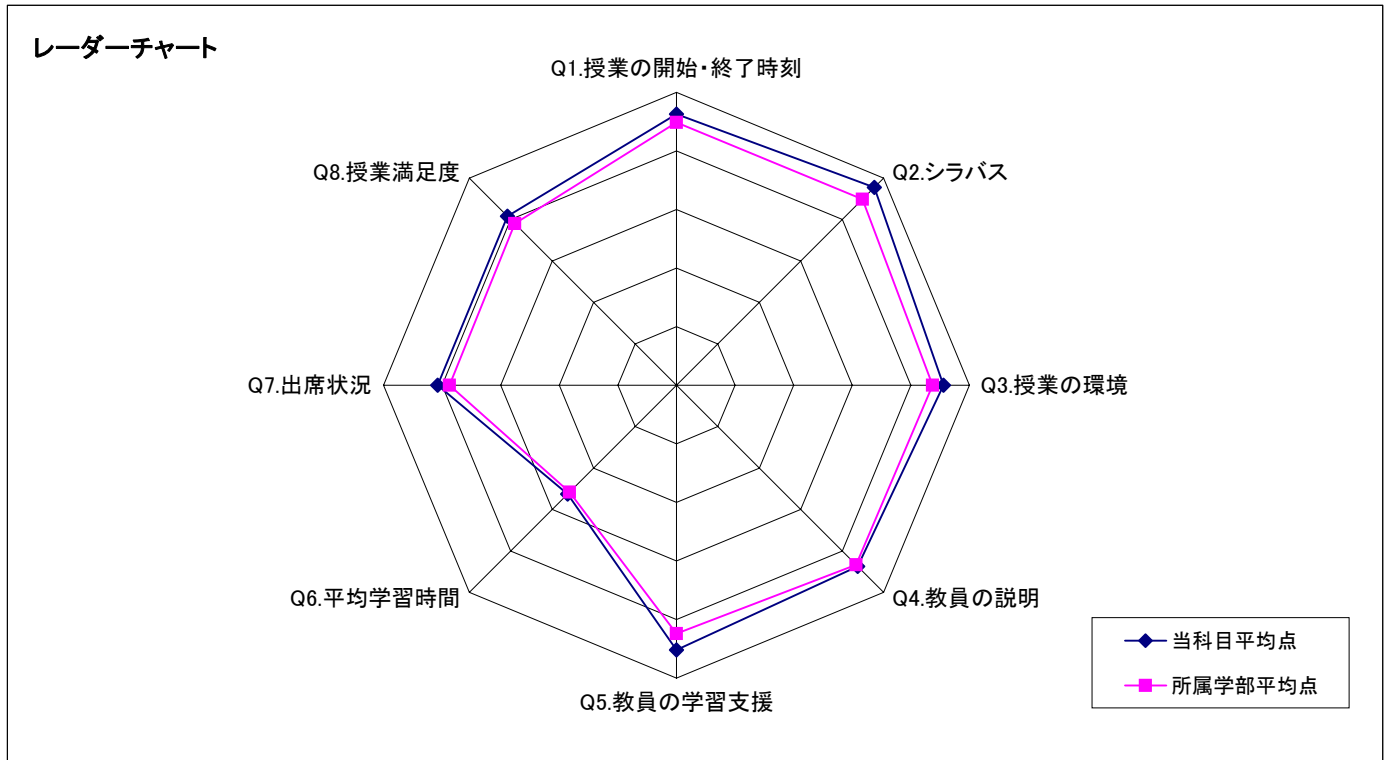 レーダーチャート
Q1.授業の開始・終了時刻
Q2.シラバス
Q3.授業の環境
Q4.教員の説明
Q5.教員の学習支援
Q6.平均学習時間
Q7.出席状況
Q8.授業満足度
当科目平均点
所属学部平均点